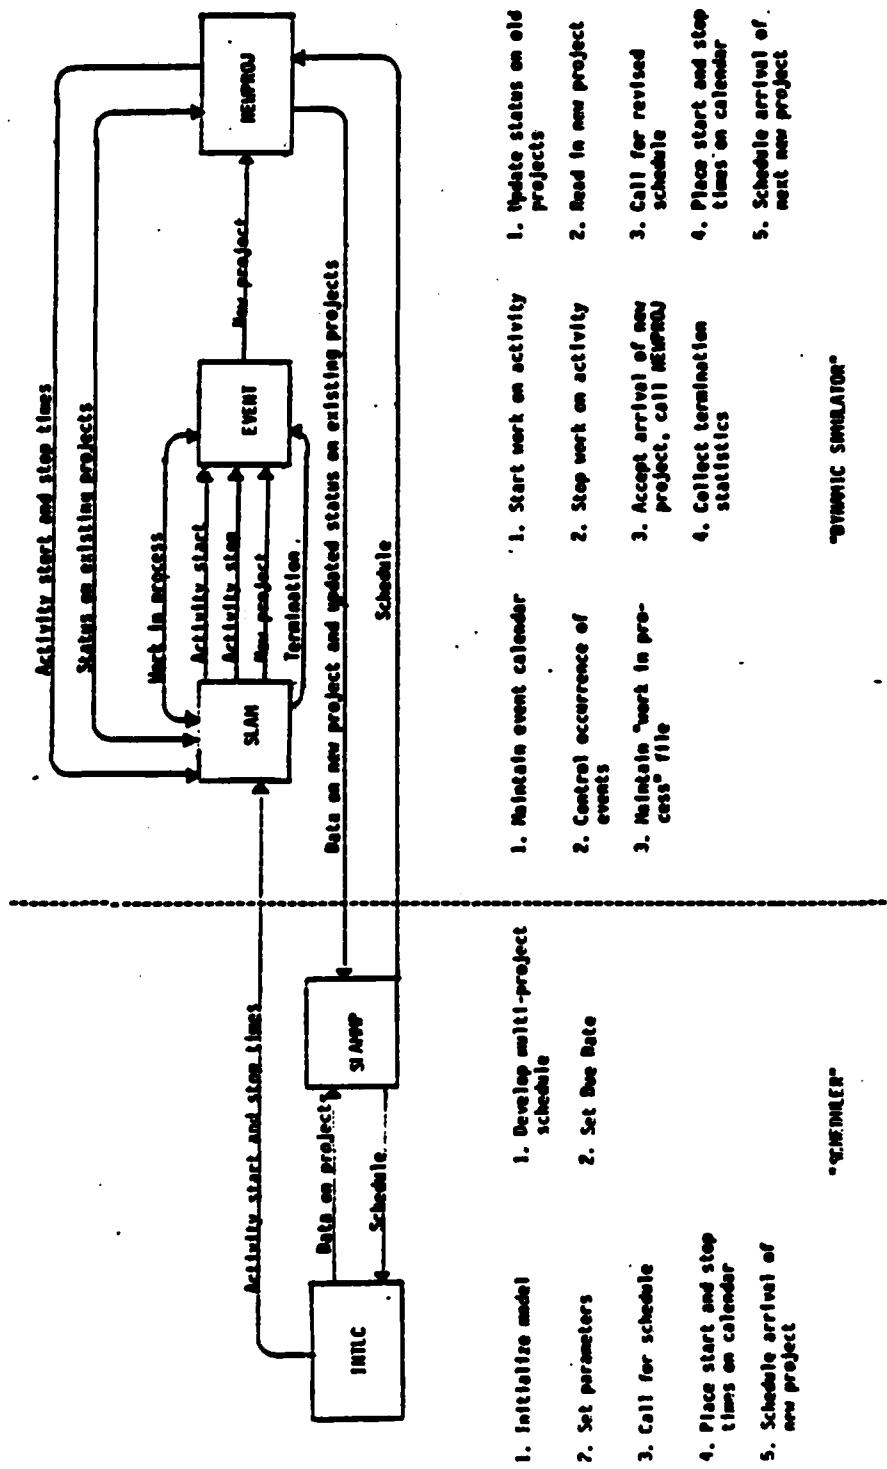 Activity start and stop times
Status on existing projects
Work in process
Activity start
Activity stop
New project
Termination
Activity start and stop times
Data on projects
Schedule
INTLC
SLAMMP
SLAM
EVENT
New project
NEWPROJ
Data on new project and updated status on existing projects
Schedule
1. Initialize model
2. Set parameters
3. Call for schedule
4. Place start and stop
times on calendar
5. Schedule arrival of
new project
1. Develop multi-project
schedule
2. Set Due Date
1. Maintain event calendar
2. Control occurrence of
events
3. Maintain "work in pro-
cess" file
1. Start work on activity
2. Stop work on activity
3. Accept arrival of new
project, call NEWPROJ
4. Collect termination
statistics
1. Update status on old
projects
2. Read in new project
3. Call for revised
schedule
4. Place start and stop
times on calendar
5. Schedule arrival of
next new project
"SCHEDULER"
"DYNAMIC SIMULATOR"